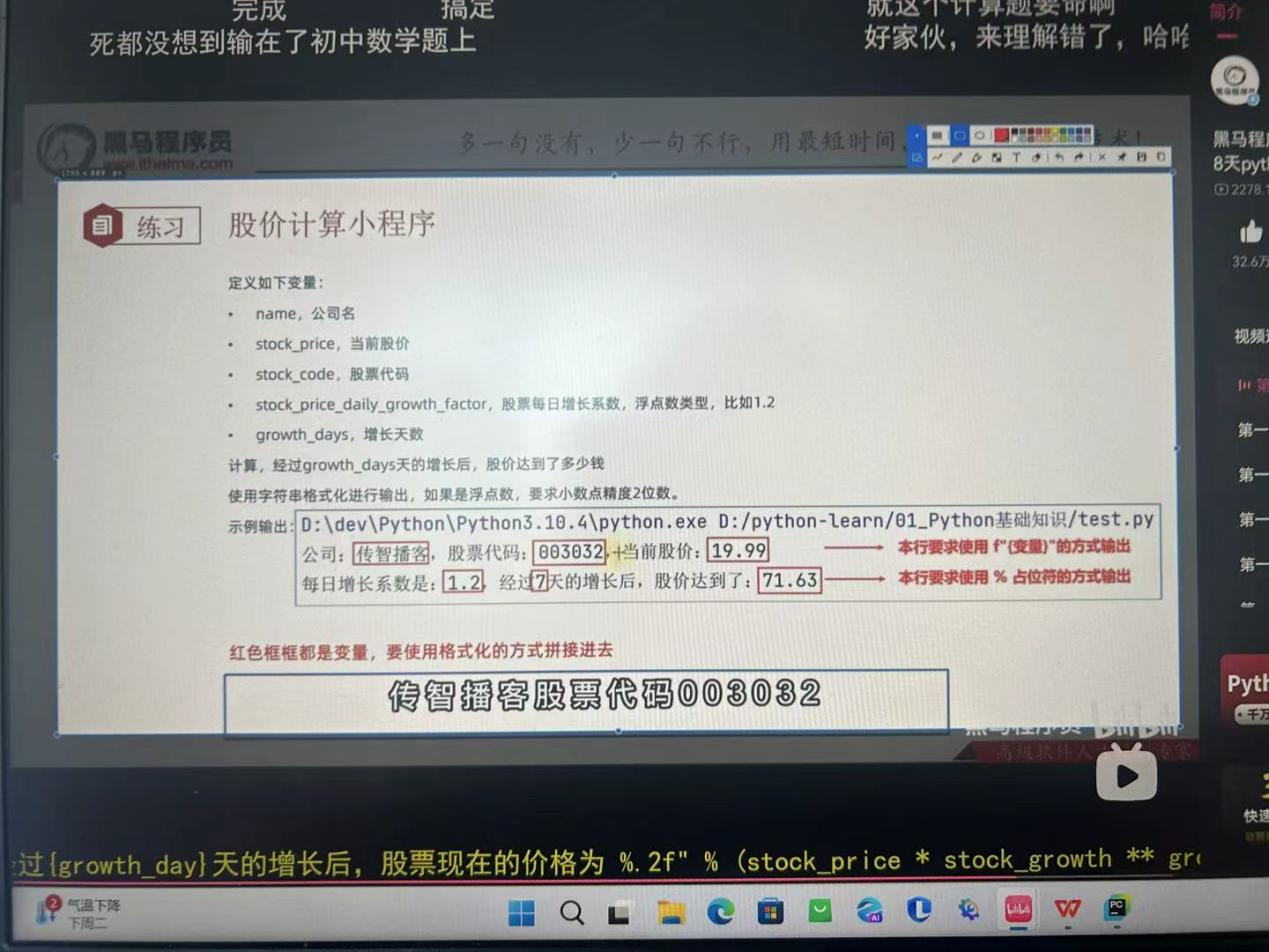 完成
搞定
死都没想到输在了初中数学题上
就这个计算题要命啊
好家伙，来理解错了，哈哈
简介
黑马程序员
www.itheima.com
多一句没有，少一句不行，用最短时间，
术！
8天pyt
2278.
32.6万
练习
股价计算小程序
定义如下变量：
• name，公司名
• stock_price，当前股价
• stock_code，股票代码
• stock_price_daily_growth_factor，股票每日增长系数，浮点数类型，比如1.2
• growth_days，增长天数
计算，经过growth_days天的增长后，股价达到了多少钱
使用字符串格式化进行输出，如果是浮点数，要求小数点精度2位数。
示例输出：
D:\dev\Python\Python3.10.4\python.exe D:/python-learn/01_Python基础知识/test.py
公司：传智播客，股票代码：003032，当前股价：19.99
本行要求使用 f"{变量}"的方式输出
每日增长系数是：1.2，经过7天的增长后，股价达到了：71.63
本行要求使用 % 占位符的方式输出
红色框框都是变量，要使用格式化的方式拼接进去
传智播客股票代码003032
黑马程序员 bilibili
高级软件人才
专家
视频
第一
第一
第一
第一
Pyth
千万
快速
过{growth_day}天的增长后，股票现在的价格为 %.2f" % (stock_price * stock_growth ** gr
2
气温下降
下周二